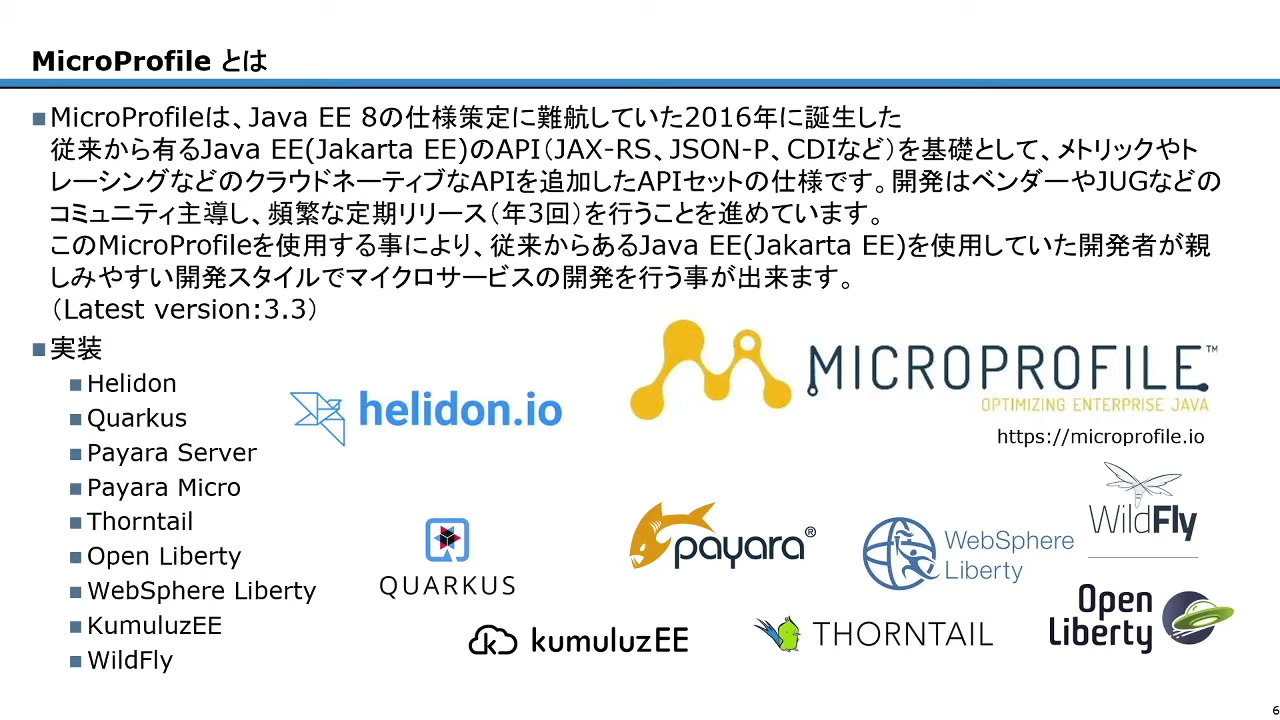 MicroProfile とは
■MicroProfileは、Java EE 8の仕様策定に難航していた2016年に誕生した
従来から有るJava EE(Jakarta EE)のAPI（JAX-RS、JSON-P、CDIなど）を基礎として、メトリックやト
レーシングなどのクラウドネーティブなAPIを追加したAPIセットの仕様です。開発はベンダーやJUGなどの
コミュニティ主導し、頻繁な定期リリース（年3回）を行うことを進めています。
このMicroProfileを使用する事により、従来からあるJava EE(Jakarta EE)を使用していた開発者が親
しみやすい開発スタイルでマイクロサービスの開発を行う事が出来ます。
（Latest version:3.3）
■実装
■Helidon
■Quarkus
■Payara Server
■Payara Micro
■Thorntail
■Open Liberty
■WebSphere Liberty
■KumuluzEE
■WildFly
helidon.io
MICROPROFILE™
OPTIMIZING ENTERPRISE JAVA
https://microprofile.io
WildFly
QUARKUS
payara®
WebSphere
Liberty
kumuluzEE
THORNTAIL
Open
Liberty
6